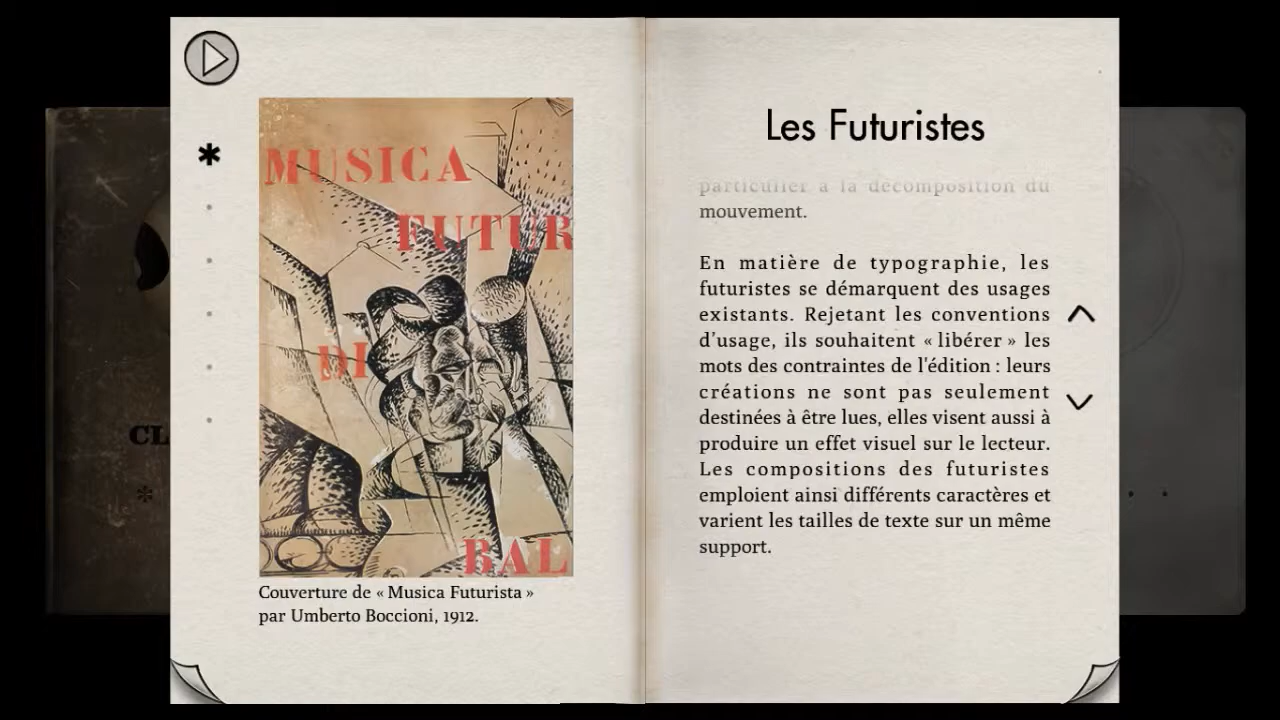 MUSICA
FUTUR
DI
BAL
Couverture de « Musica Futurista »
par Umberto Boccioni, 1912.
CL
Les Futuristes
particulier à la décomposition du
mouvement.
En matière de typographie, les
futuristes se démarquent des usages
existants. Rejetant les conventions
d'usage, ils souhaitent « libérer » les
mots des contraintes de l'édition : leurs
créations ne sont pas seulement
destinées à être lues, elles visent aussi à
produire un effet visuel sur le lecteur.
Les compositions des futuristes
emploient ainsi différents caractères et
varient les tailles de texte sur un même
support.